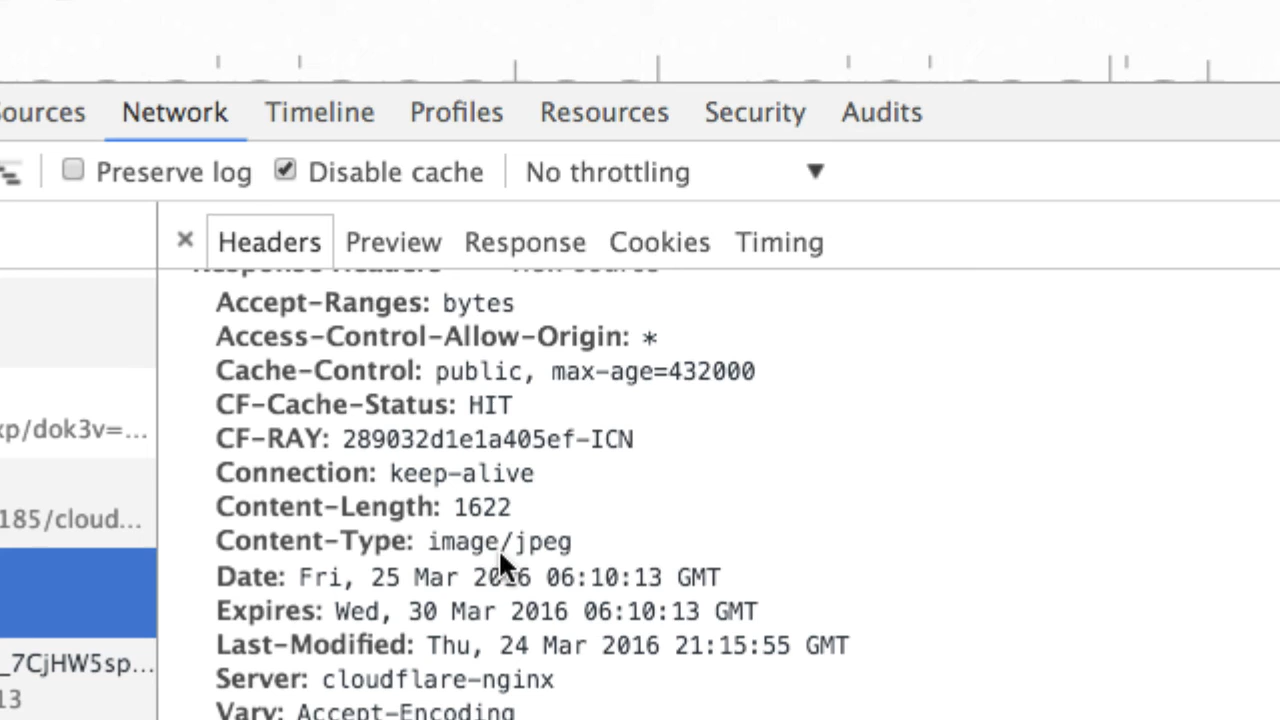 ources Network Timeline Profiles Resources Security Audits
Preserve log Disable cache No throttling
× Headers Preview Response Cookies Timing
Response Headers
Accept-Ranges: bytes
Access-Control-Allow-Origin: *
Cache-Control: public, max-age=432000
CF-Cache-Status: HIT
xp/dok3v=...
CF-RAY: 289032d1e1a405ef-ICN
Connection: keep-alive
Content-Length: 1622
185/cloud...
Content-Type: image/jpeg
Date: Fri, 25 Mar 2016 06:10:13 GMT
Expires: Wed, 30 Mar 2016 06:10:13 GMT
Last-Modified: Thu, 24 Mar 2016 21:15:55 GMT
_7CjHW5sp...
Server: cloudflare-nginx
13
Vary: Accept-Encoding